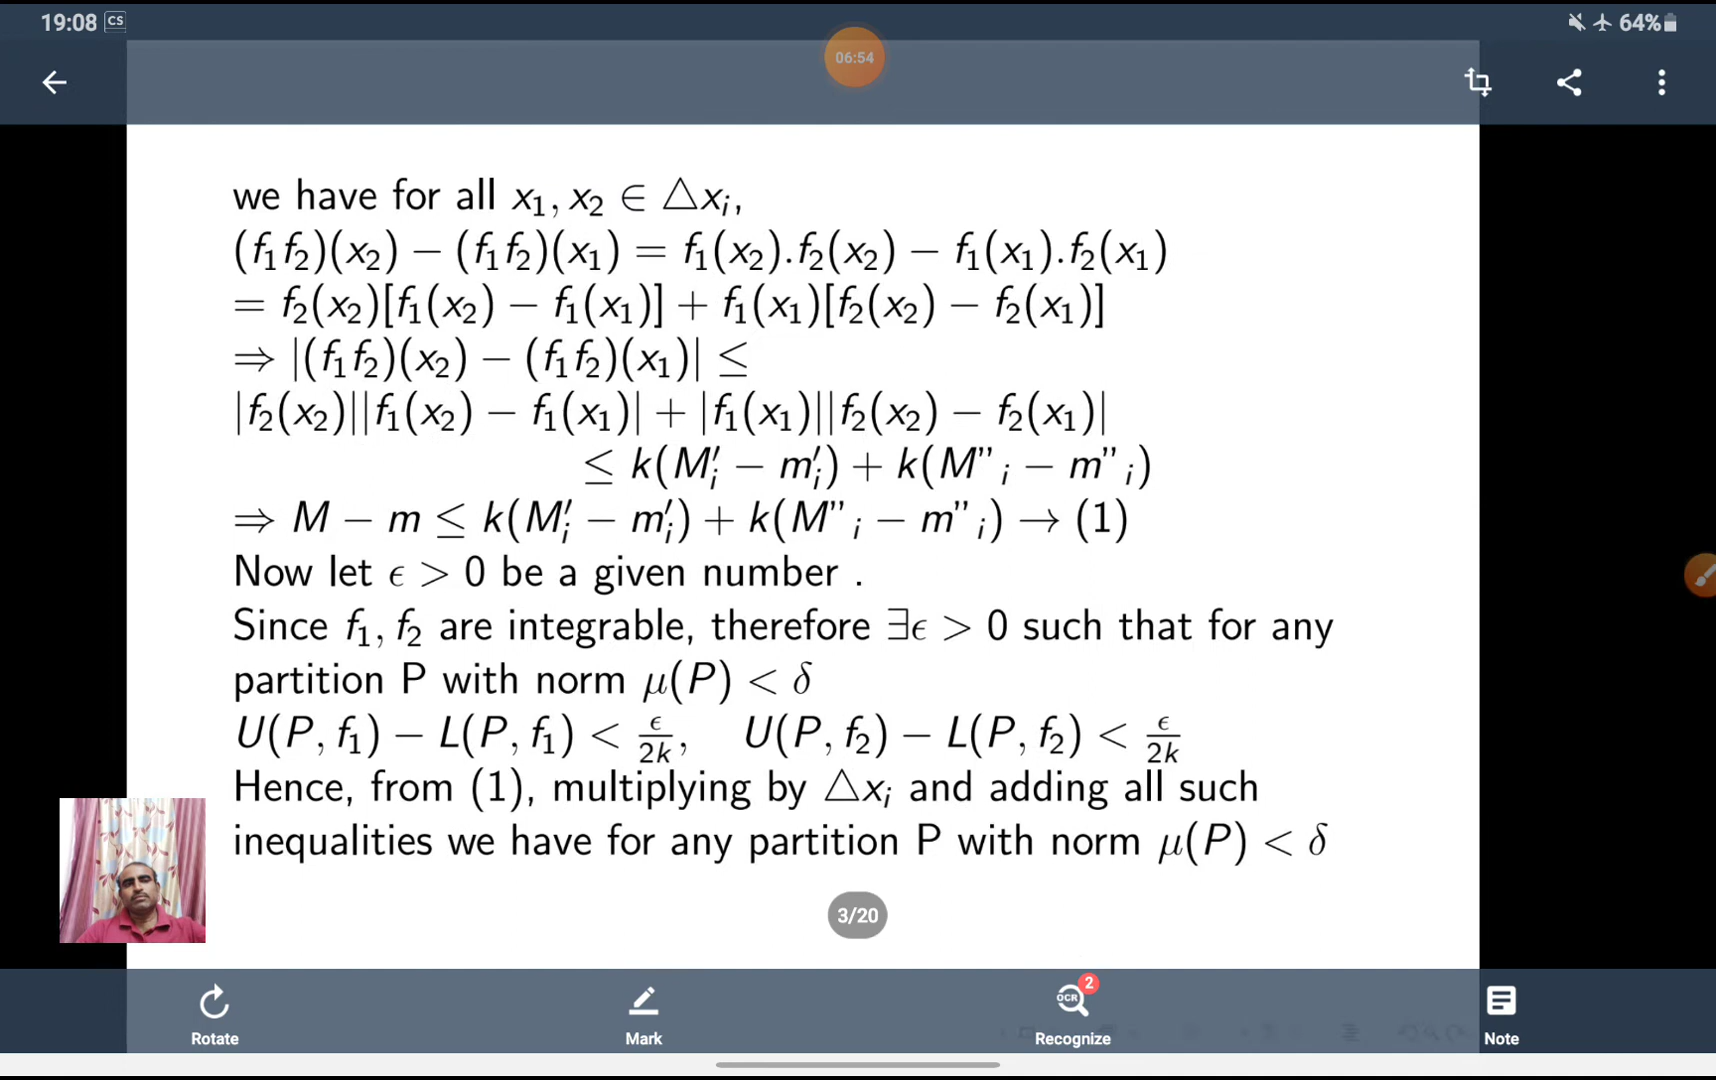 19:08 CS 64%
06:54
we have for all x₁, x₂ ∈ △xᵢ,
(f₁f₂)(x₂) − (f₁f₂)(x₁) = f₁(x₂).f₂(x₂) − f₁(x₁).f₂(x₁)
= f₂(x₂)[f₁(x₂) − f₁(x₁)] + f₁(x₁)[f₂(x₂) − f₂(x₁)]
⇒ |(f₁f₂)(x₂) − (f₁f₂)(x₁)| ≤
|f₂(x₂)||f₁(x₂) − f₁(x₁)| + |f₁(x₁)||f₂(x₂) − f₂(x₁)|
≤ k(M′ᵢ − m′ᵢ) + k(M”ᵢ − m”ᵢ)
⇒ M − m ≤ k(M′ᵢ − m′ᵢ) + k(M”ᵢ − m”ᵢ) → (1)
Now let ϵ > 0 be a given number .
Since f₁, f₂ are integrable, therefore ∃ϵ > 0 such that for any
partition P with norm μ(P) < δ
U(P, f₁) − L(P, f₁) < ϵ/2k, U(P, f₂) − L(P, f₂) < ϵ/2k
Hence, from (1), multiplying by △xᵢ and adding all such
inequalities we have for any partition P with norm μ(P) < δ
3/20
OCR 2
Rotate Mark Recognize Note